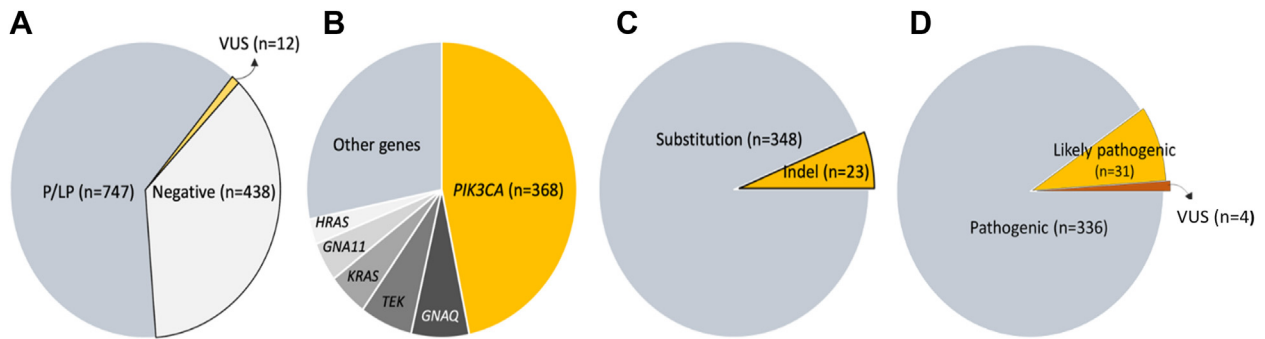 A
VUS (n=12)
P/LP (n=747)
Negative (n=438)
B
Other genes
PIK3CA (n=368)
HRAS
GNA11
KRAS
TEK
GNAQ
C
Substitution (n=348)
Indel (n=23)
D
Likely pathogenic
(n=31)
VUS (n=4)
Pathogenic (n=336)